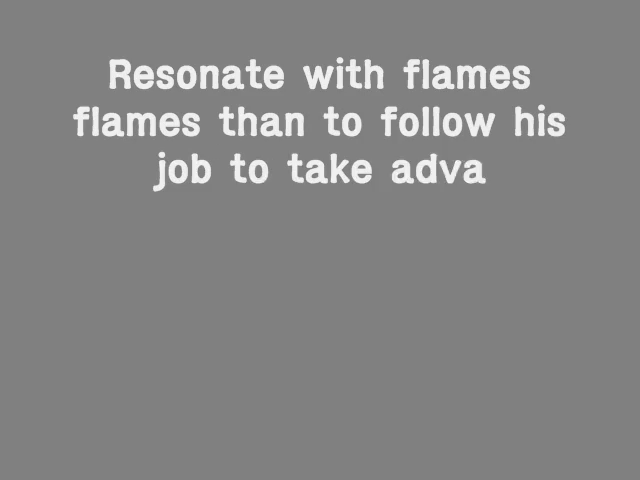 Resonate with flames
flames than to follow his
job to take adva